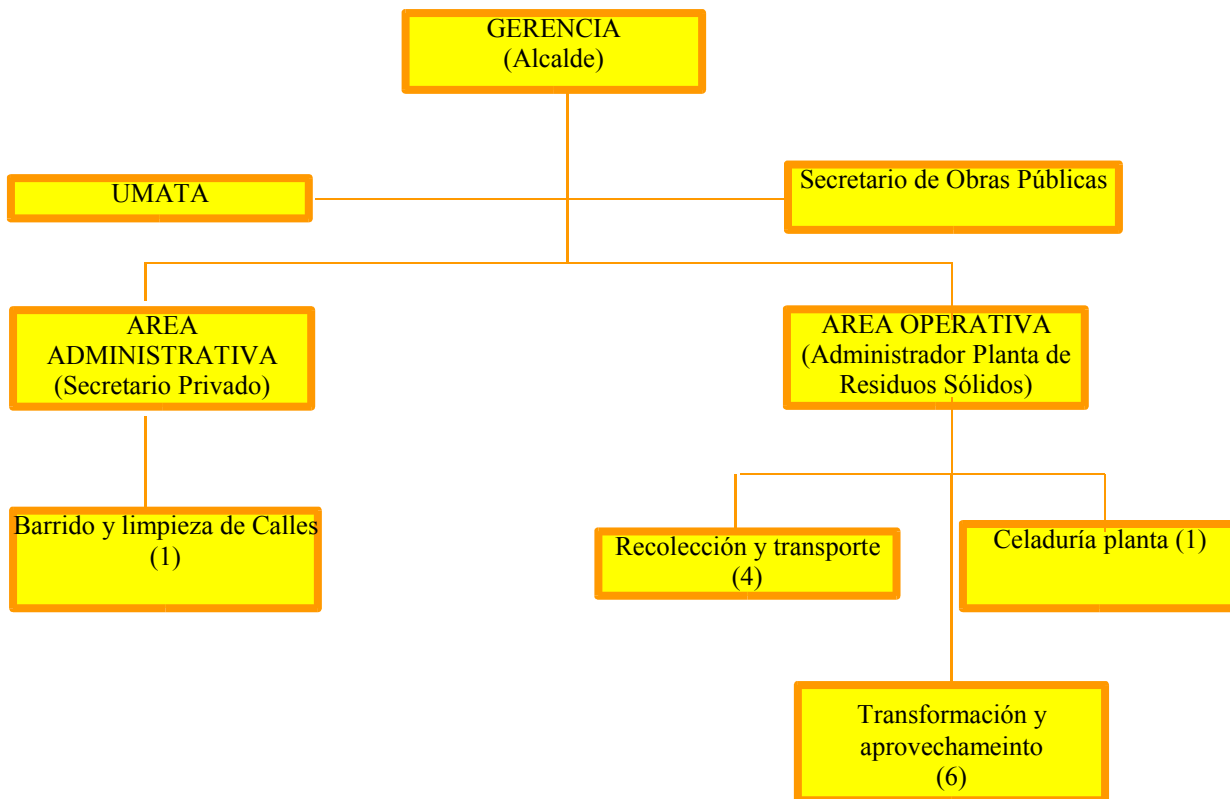 GERENCIA
(Alcalde)
UMATA
Secretario de Obras Públicas
AREA
ADMINISTRATIVA
(Secretario Privado)
AREA OPERATIVA
(Administrador Planta de
Residuos Sólidos)
Barrido y limpieza de Calles
(1)
Recolección y transporte
(4)
Celaduría planta (1)
Transformación y
aprovechameinto
(6)